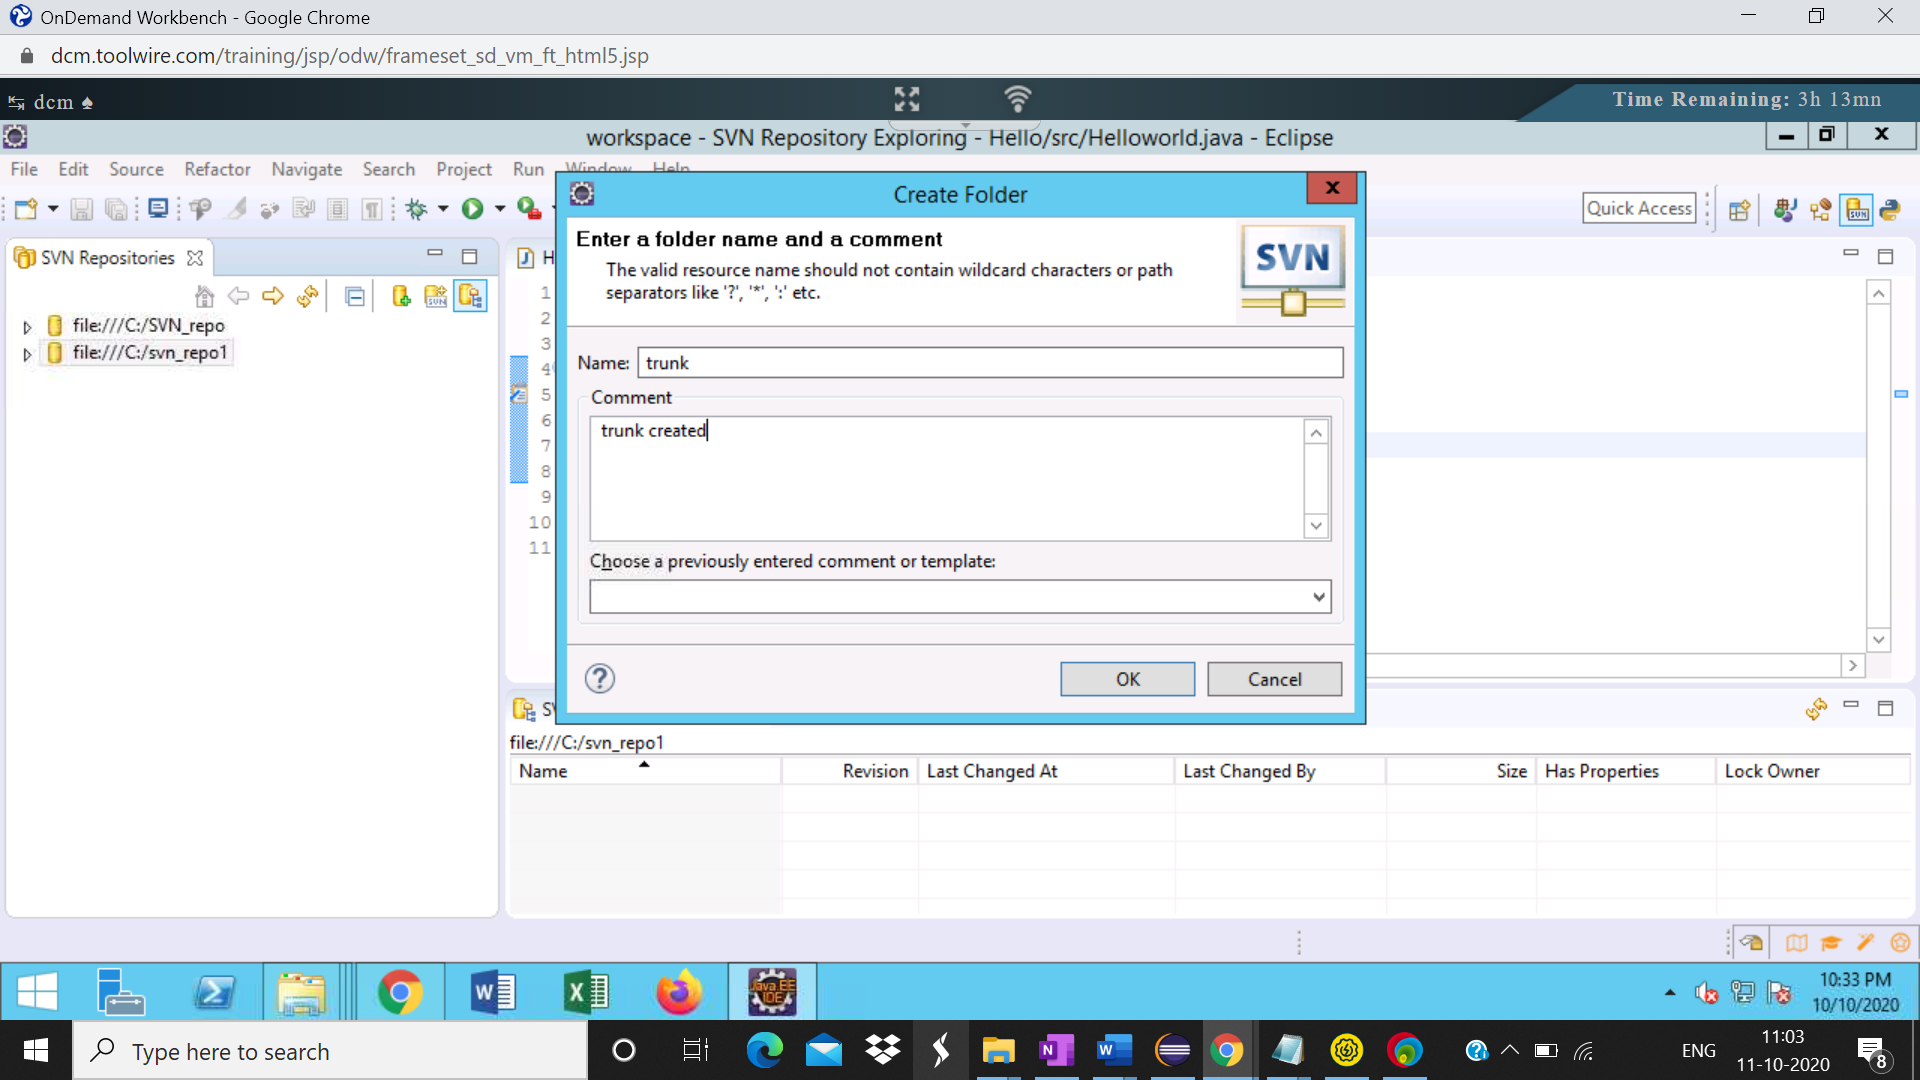 OnDemand Workbench - Google Chrome
dcm.toolwire.com/training/jsp/odw/frameset_sd_vm_ft_html5.jsp
dcm
Time Remaining: 3h 13mn
workspace - SVN Repository Exploring - Hello/src/Helloworld.java - Eclipse
File Edit Source Refactor Navigate Search Project Run Window Help
Quick Access
SVN Repositories
file:///C:/SVN_repo
file:///C:/svn_repo1
H
1
2
3
4
5
6
7
8
9
10
11
Create Folder
Enter a folder name and a comment
The valid resource name should not contain wildcard characters or path
separators like '?', '*', ':' etc.
SVN
Name: trunk
Comment
trunk created
Choose a previously entered comment or template:
OK Cancel
SV
file:///C:/svn_repo1
Name Revision Last Changed At Last Changed By Size Has Properties Lock Owner
Java EE
IDE
10:33 PM
10/10/2020
Type here to search
ENG
11:03
11-10-2020
8